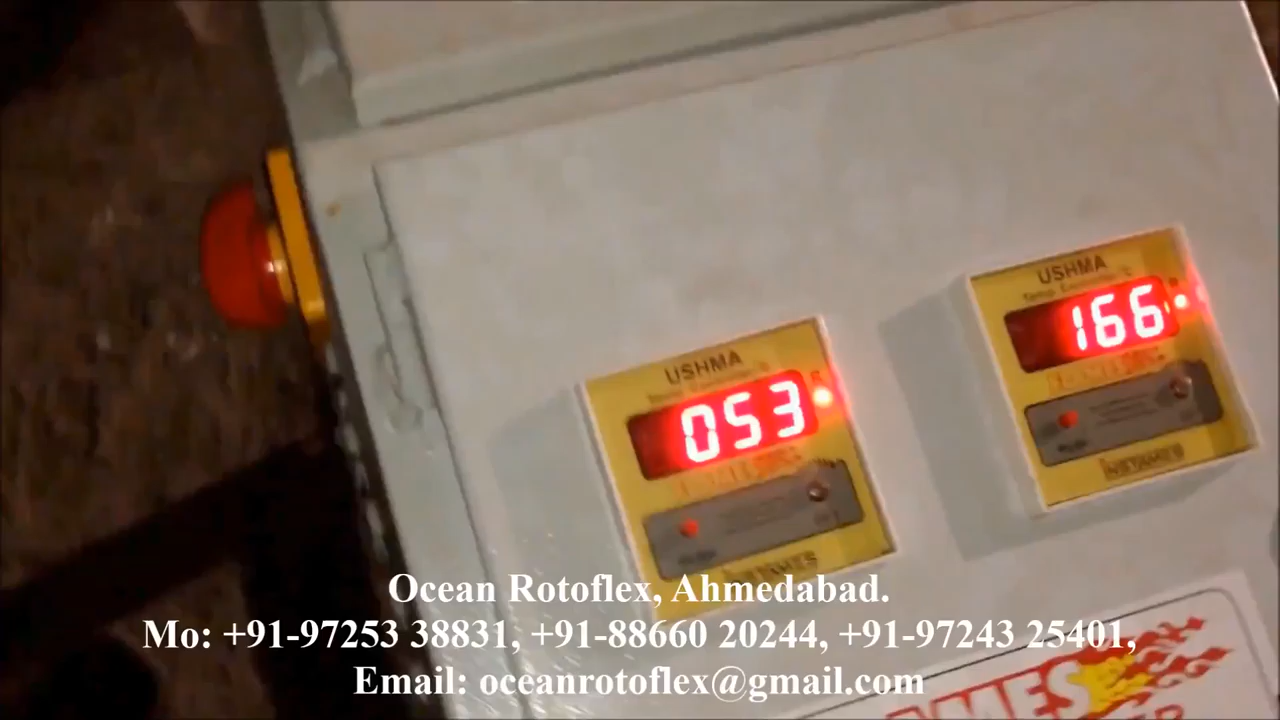 USHMA
166
USHMA
053
Ocean Rotoflex, Ahmedabad.
Mo: +91-97253 38831, +91-88660 20244, +91-97243 25401,
Email: oceanrotoflex@gmail.com